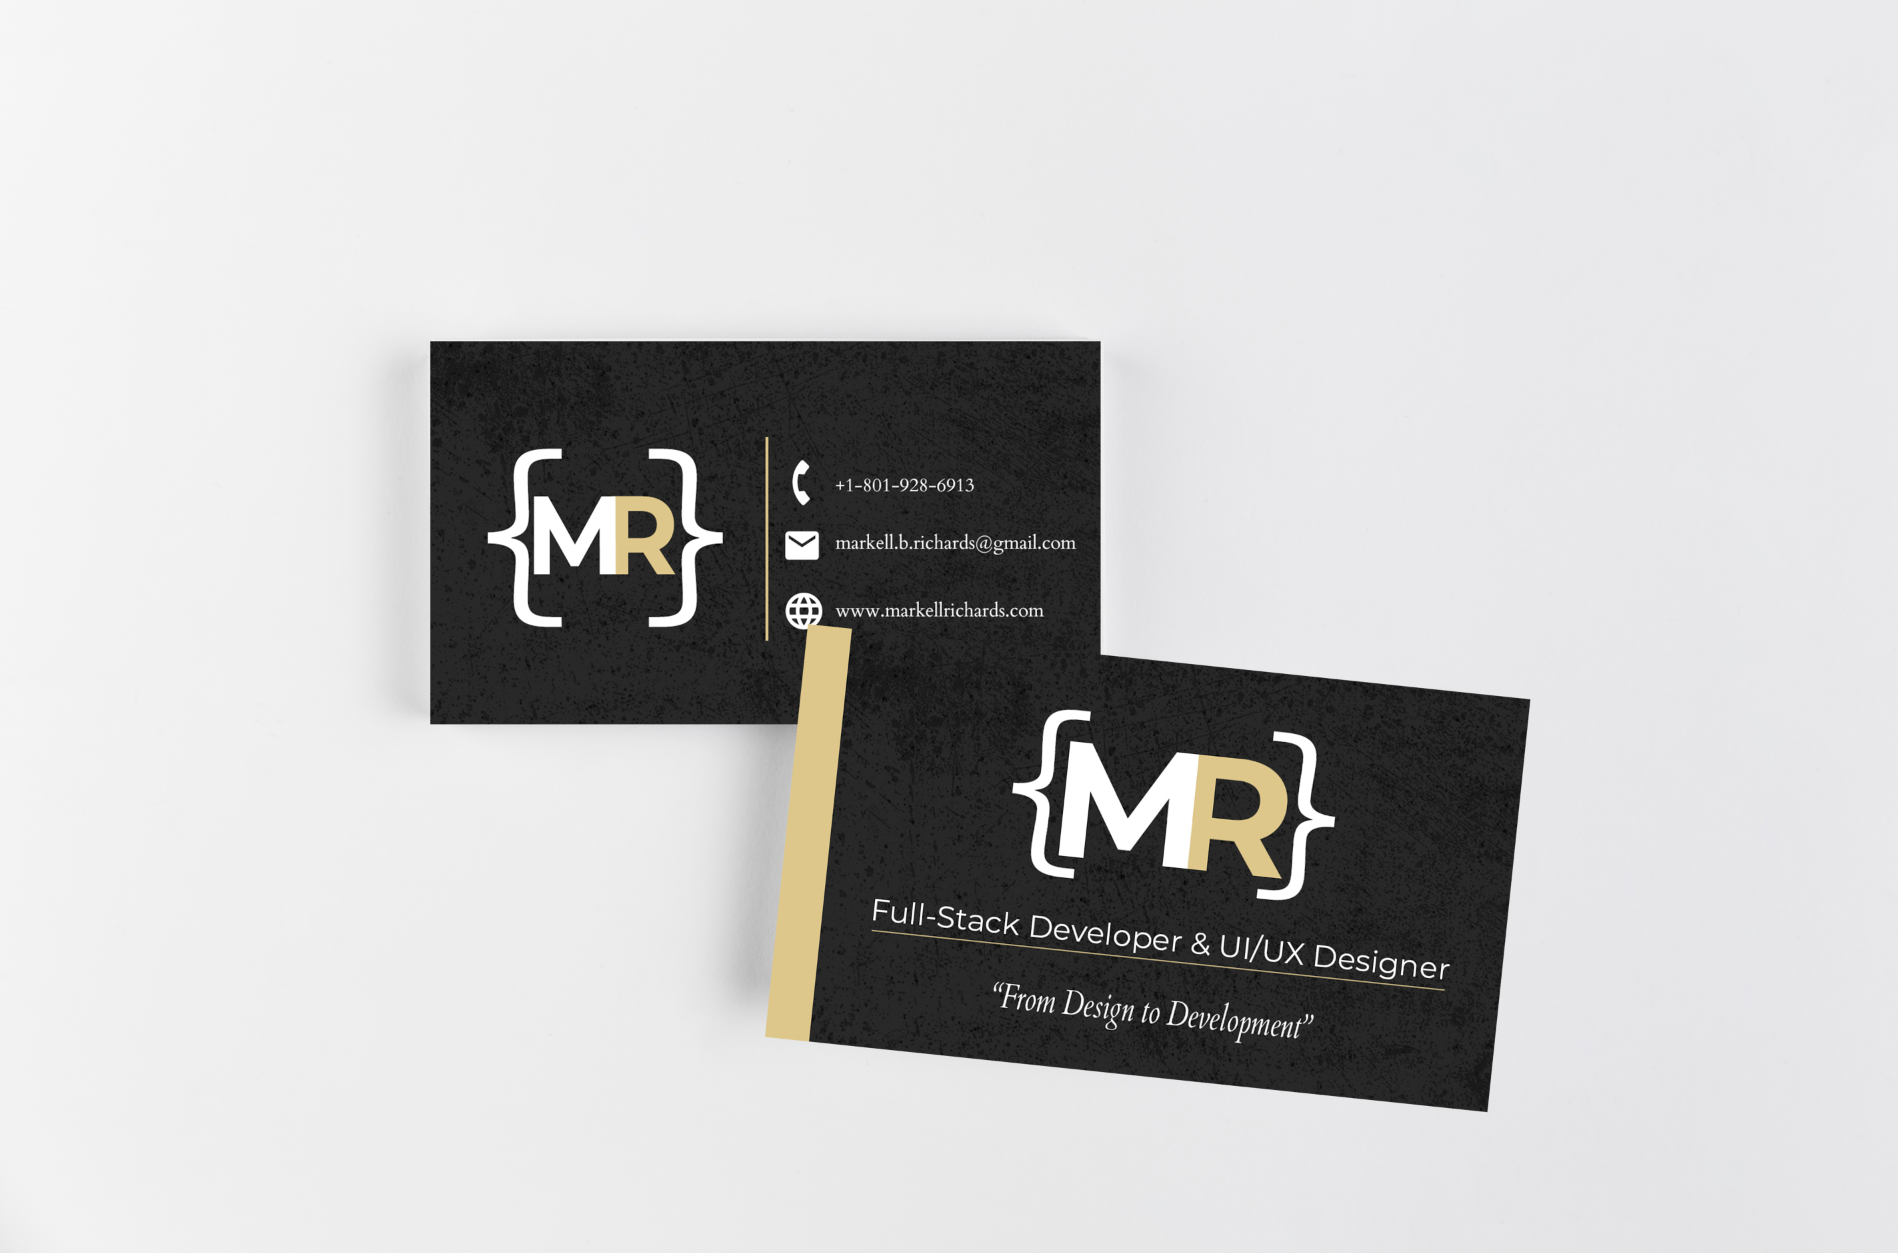 {MR}
+1-801-928-6913
markell.b.richards@gmail.com
www.markellrichards.com
{MR}
Full-Stack Developer & UI/UX Designer
“From Design to Development”